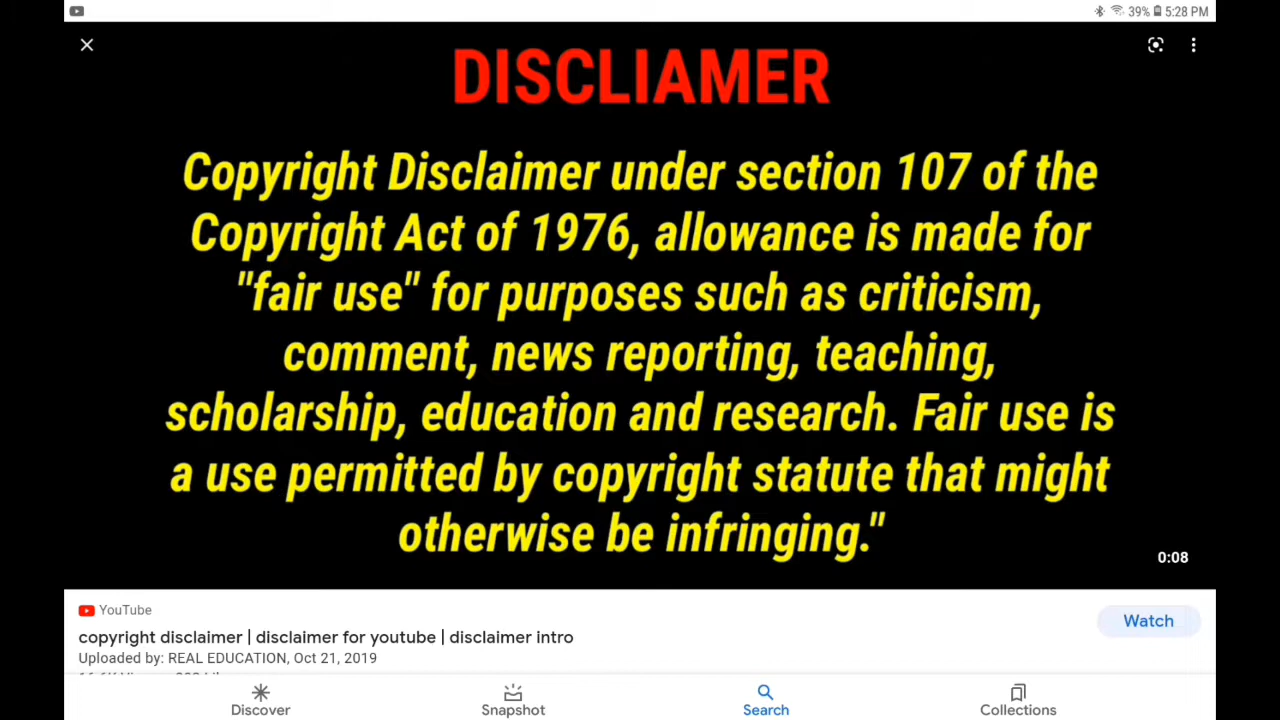 39% 5:28 PM
DISCLIAMER
Copyright Disclaimer under section 107 of the
Copyright Act of 1976, allowance is made for
"fair use" for purposes such as criticism,
comment, news reporting, teaching,
scholarship, education and research. Fair use is
a use permitted by copyright statute that might
otherwise be infringing."
0:08
YouTube
Watch
copyright disclaimer | disclaimer for youtube | disclaimer intro
Uploaded by: REAL EDUCATION, Oct 21, 2019
Discover Snapshot Search Collections